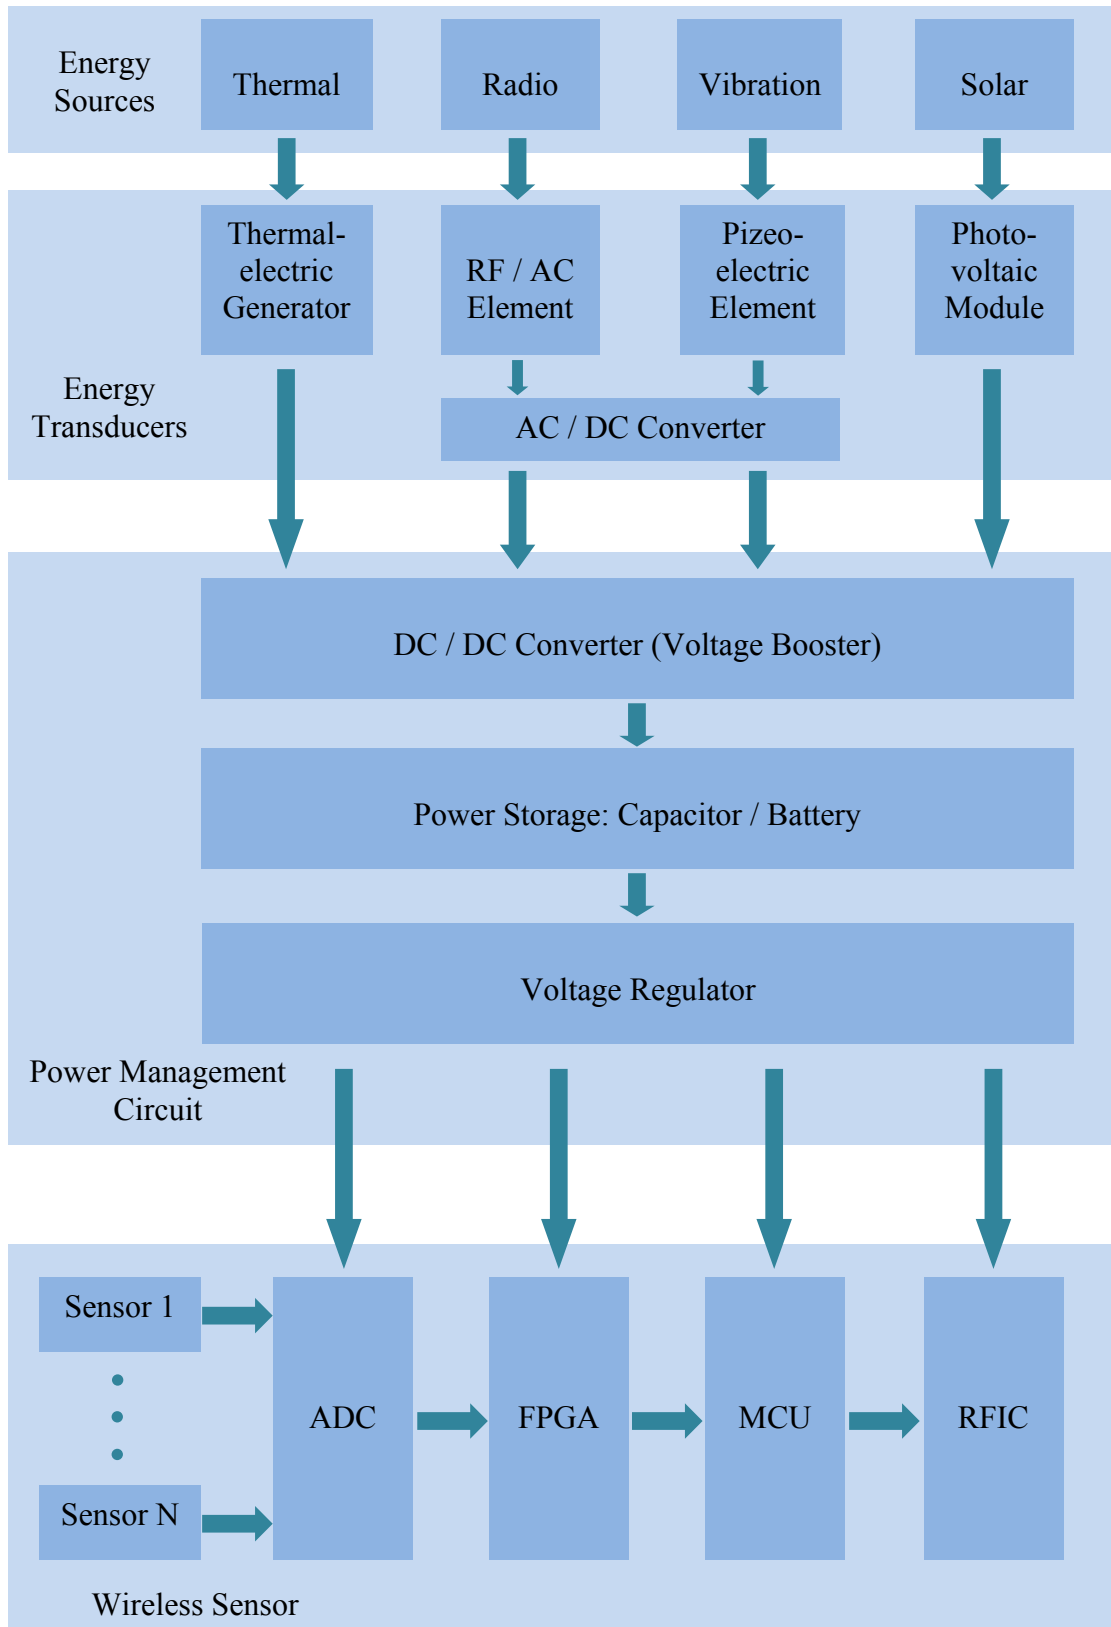 Energy
Sources
Thermal
Radio
Vibration
Solar
Thermal-
electric
Generator
RF / AC
Element
Pizeo-
electric
Element
Photo-
voltaic
Module
Energy
Transducers
AC / DC Converter
DC / DC Converter (Voltage Booster)
Power Storage: Capacitor / Battery
Voltage Regulator
Power Management
Circuit
Sensor 1
ADC
FPGA
MCU
RFIC
Sensor N
Wireless Sensor